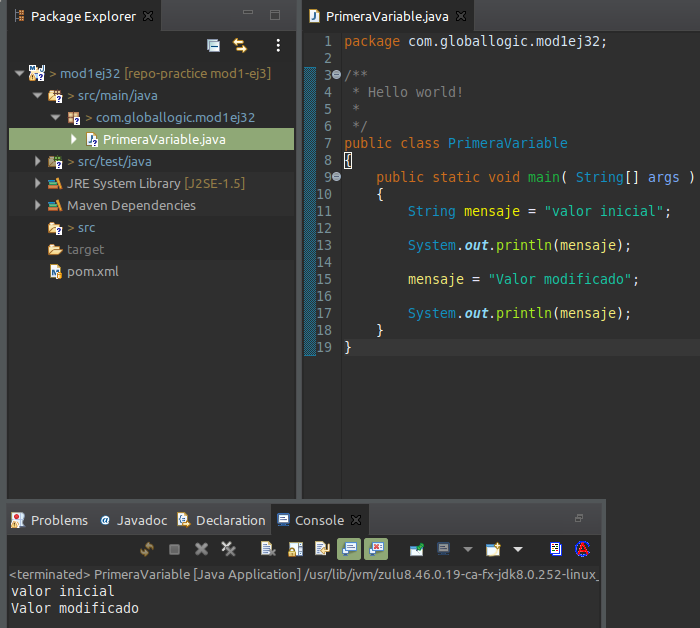 Package Explorer
> mod1ej32 [repo-practice mod1-ej3]
> src/main/java
> com.globallogic.mod1ej32
PrimeraVariable.java
> src/test/java
JRE System Library [J2SE-1.5]
Maven Dependencies
> src
target
pom.xml
PrimeraVariable.java
1 package com.globallogic.mod1ej32;
2
3 /**
4  * Hello world!
5  *
6  */
7 public class PrimeraVariable
8 {
9     public static void main( String[] args )
10     {
11         String mensaje = "valor inicial";
12
13         System.out.println(mensaje);
14
15         mensaje = "Valor modificado";
16
17         System.out.println(mensaje);
18     }
19 }
Problems @ Javadoc Declaration Console
<terminated> PrimeraVariable [Java Application] /usr/lib/jvm/zulu8.46.0.19-ca-fx-jdk8.0.252-linux_
valor inicial
Valor modificado